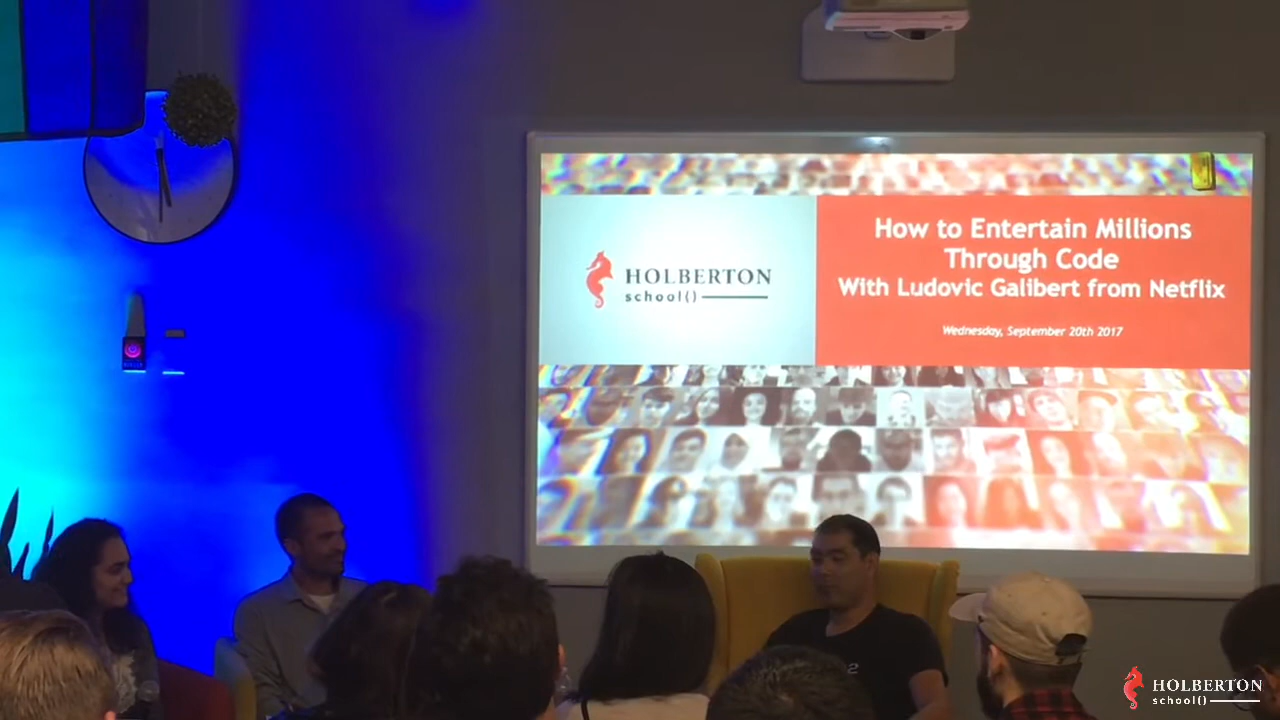 How to Entertain Millions
Through Code
With Ludovic Galibert from Netflix
Wednesday, September 20th 2017
HOLBERTON
school()
2
HOLBERTON
school()